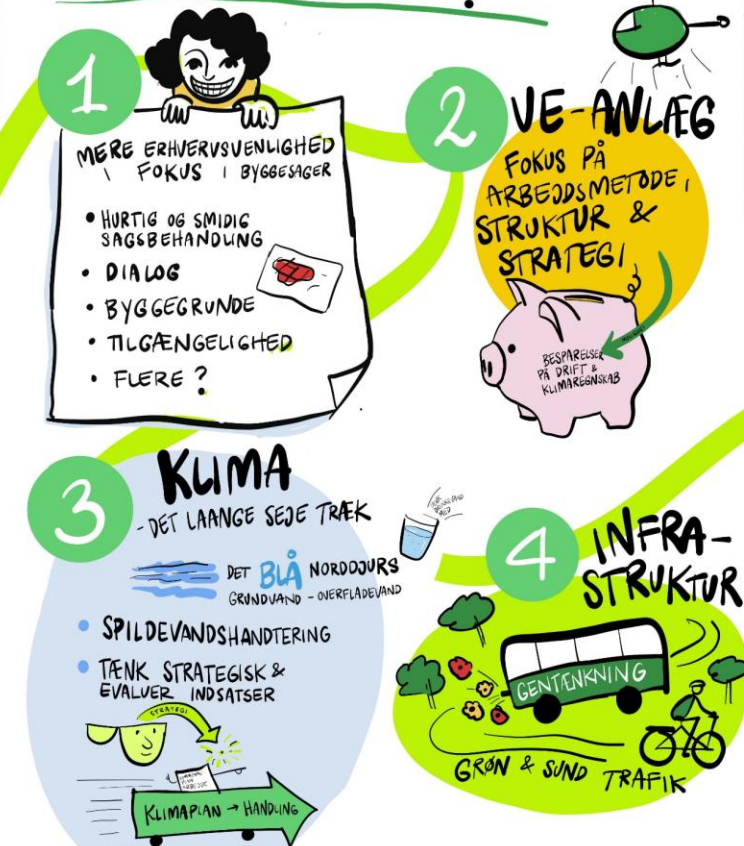 1
MERE ERHVERVSVENLIGHED
I FOKUS I BYGGESAGER
• HURTIG OG SMIDIG
SAGSBEHANDLING
• DIALOG
• BYGGEGRUNDE
• TILGÆNGELIGHED
• FLERE ?
2
VE-ANLÆG
FOKUS PÅ
ARBEJDSMETODE,
STRUKTUR &
STRATEGI
BESPARELSER
PÅ DRIFT &
KLIMAREGNSKAB
3
KLIMA
- DET LAANGE SEJE TRÆK
DET BLÅ NORDDJURS
GRUNDVAND - OVERFLADEVAND
• SPILDEVANDSHANDTERING
• TÆNK STRATEGISK &
EVALUER INDSATSER
STRATEGI
KLIMAPLAN → HANDLING
4
INFRA-
STRUKTUR
GENTÆNKNING
GRØN & SUND TRAFIK